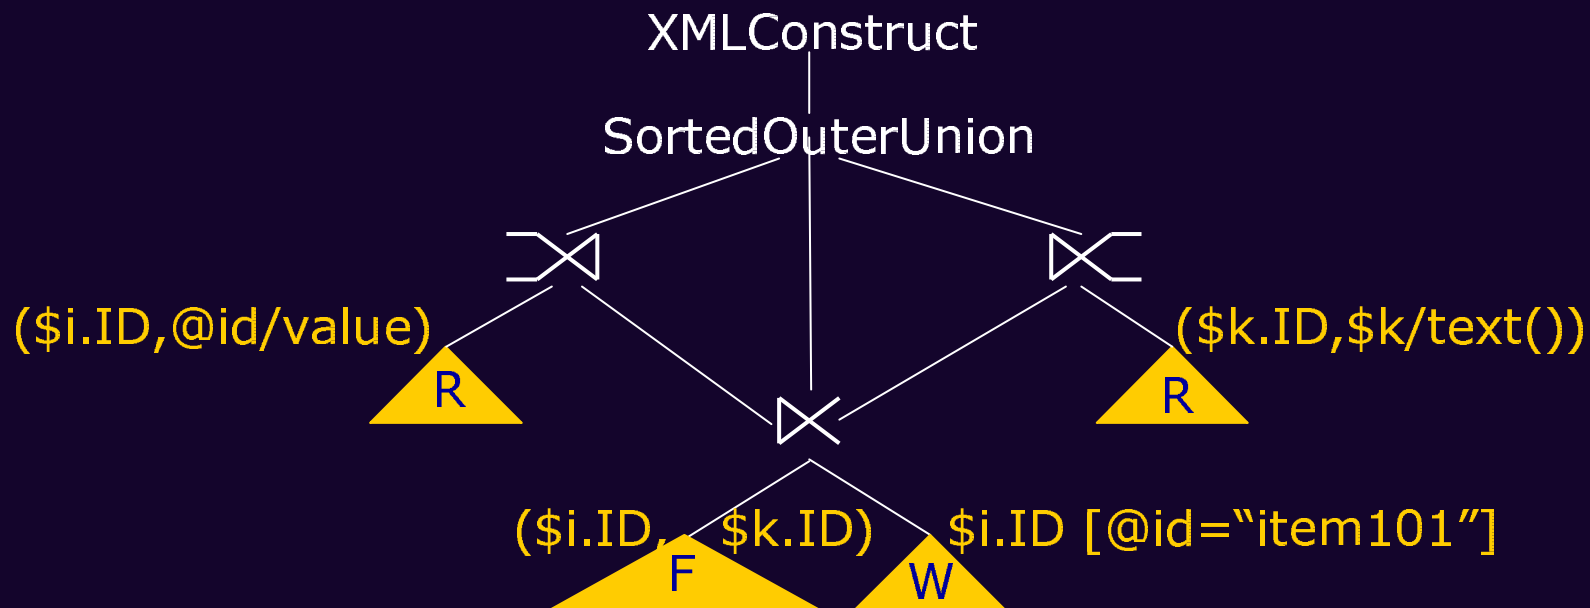 XMLConstruct
SortedOuterUnion
($i.ID,@id/value)
($k.ID,$k/text())
R
R
($i.ID, $k.ID)
$i.ID [@id=“item101”]
F
W